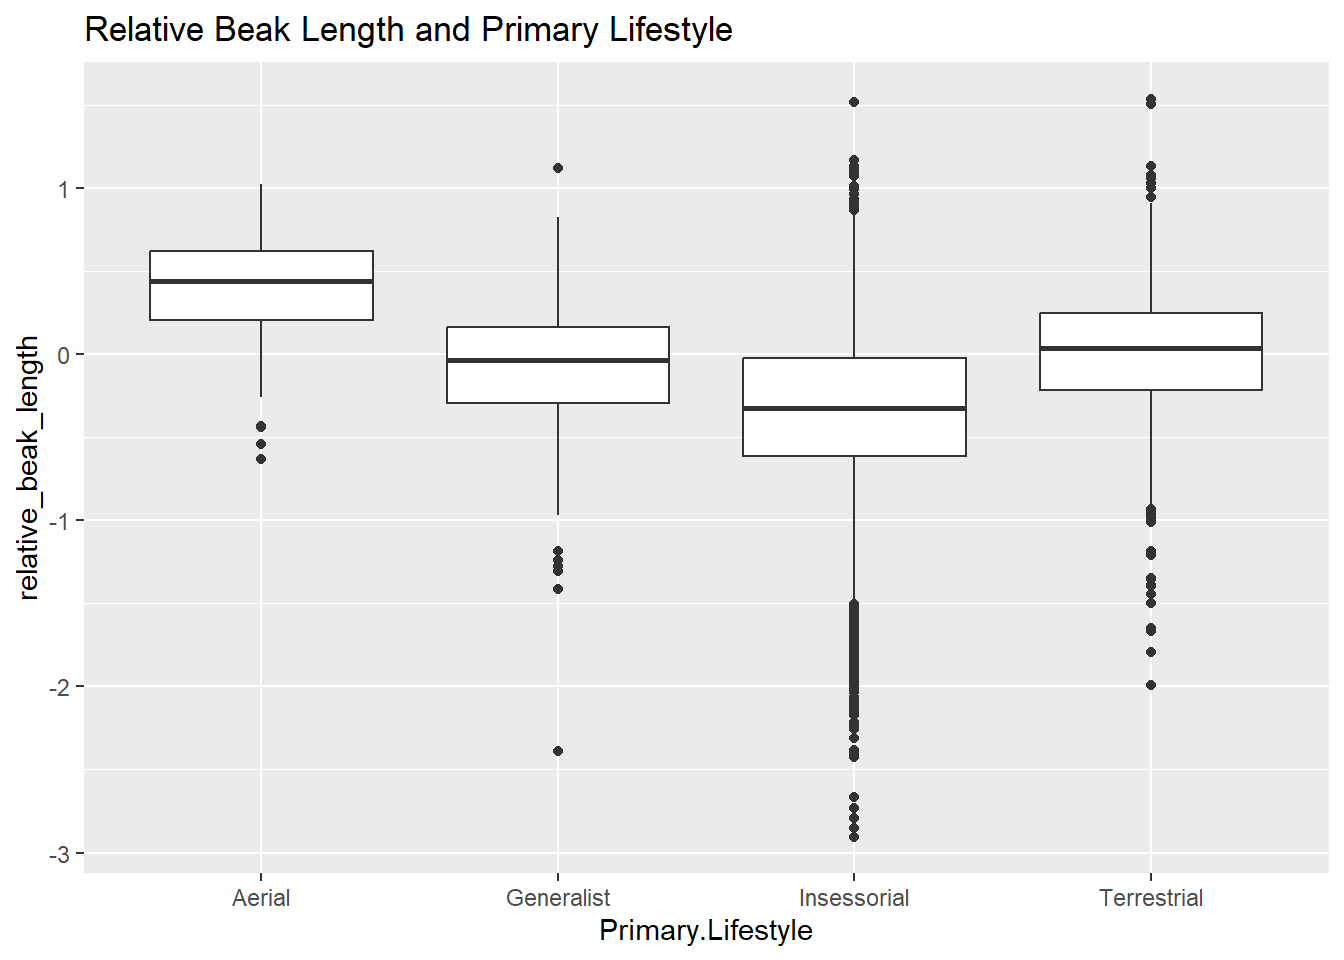 Relative Beak Length and Primary Lifestyle
relative_beak_length
1
0
-1
-2
-3
Aerial Generalist Insessorial Terrestrial
Primary.Lifestyle